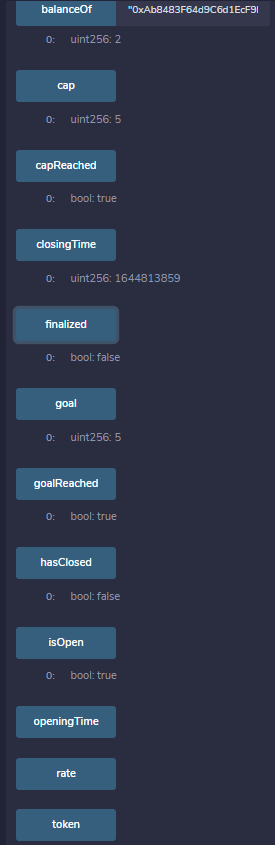 balanceOf "0xAb8483F64d9C6d1EcF9
0: uint256: 2
cap
0: uint256: 5
capReached
0: bool: true
closingTime
0: uint256: 1644813859
finalized
0: bool: false
goal
0: uint256: 5
goalReached
0: bool: true
hasClosed
0: bool: false
isOpen
0: bool: true
openingTime
rate
token